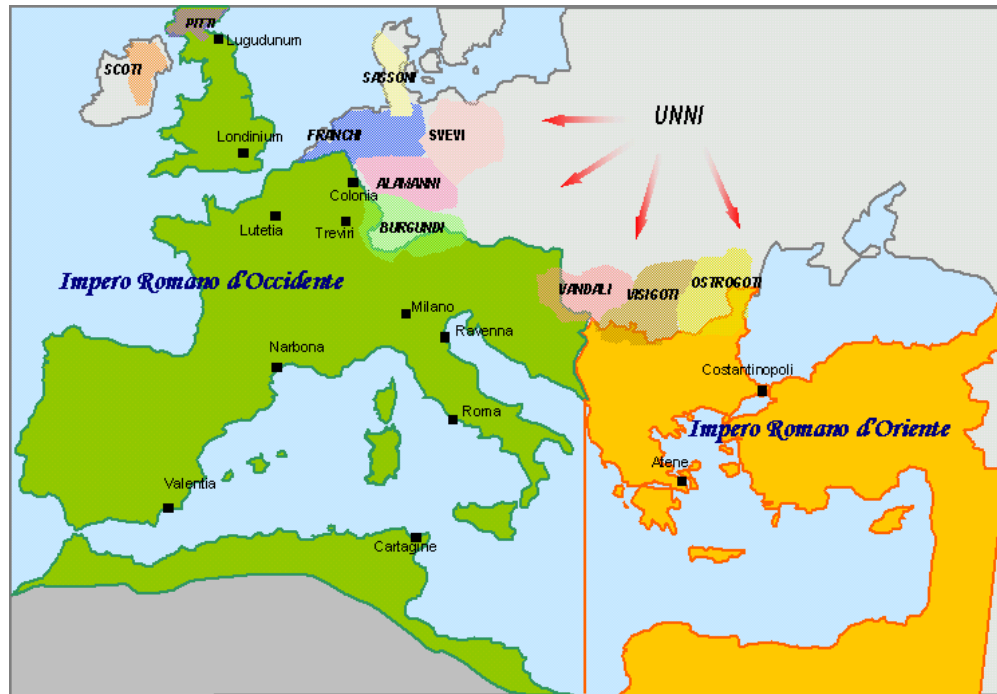 PITTI
Lugudunum
SCOTI
SASSONI
UNNI
Londinium
FRANCHI
SVEVI
ALAMANNI
Colonia
Lutetia
Treviri
BURGUNDI
Impero Romano d'Occidente
VANDALI
VISIGOTI
OSTROGOTI
Milano
Ravenna
Narbona
Costantinopoli
Roma
Impero Romano d'Oriente
Atene
Valentia
Cartagine